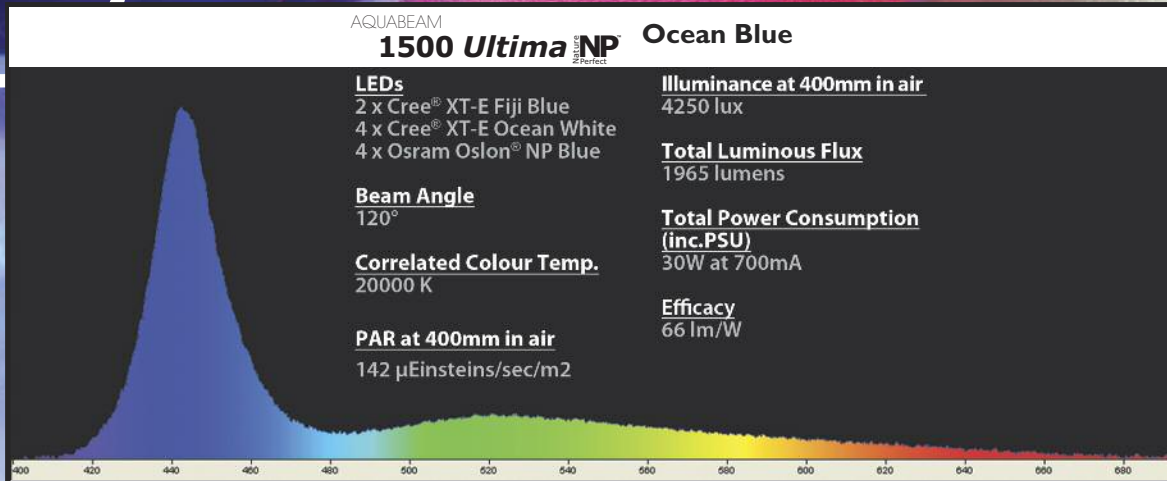 AQUABEAM
1500 Ultima Nature NP Perfect ™ Ocean Blue
LEDs
2 x Cree® XT-E Fiji Blue
4 x Cree® XT-E Ocean White
4 x Osram Oslon® NP Blue
Beam Angle
120°
Correlated Colour Temp.
20000 K
PAR at 400mm in air
142 µEinsteins/sec/m2
Illuminance at 400mm in air
4250 lux
Total Luminous Flux
1965 lumens
Total Power Consumption
(inc.PSU)
30W at 700mA
Efficacy
66 lm/W
400 420 440 460 480 500 520 540 560 580 600 620 640 660 680